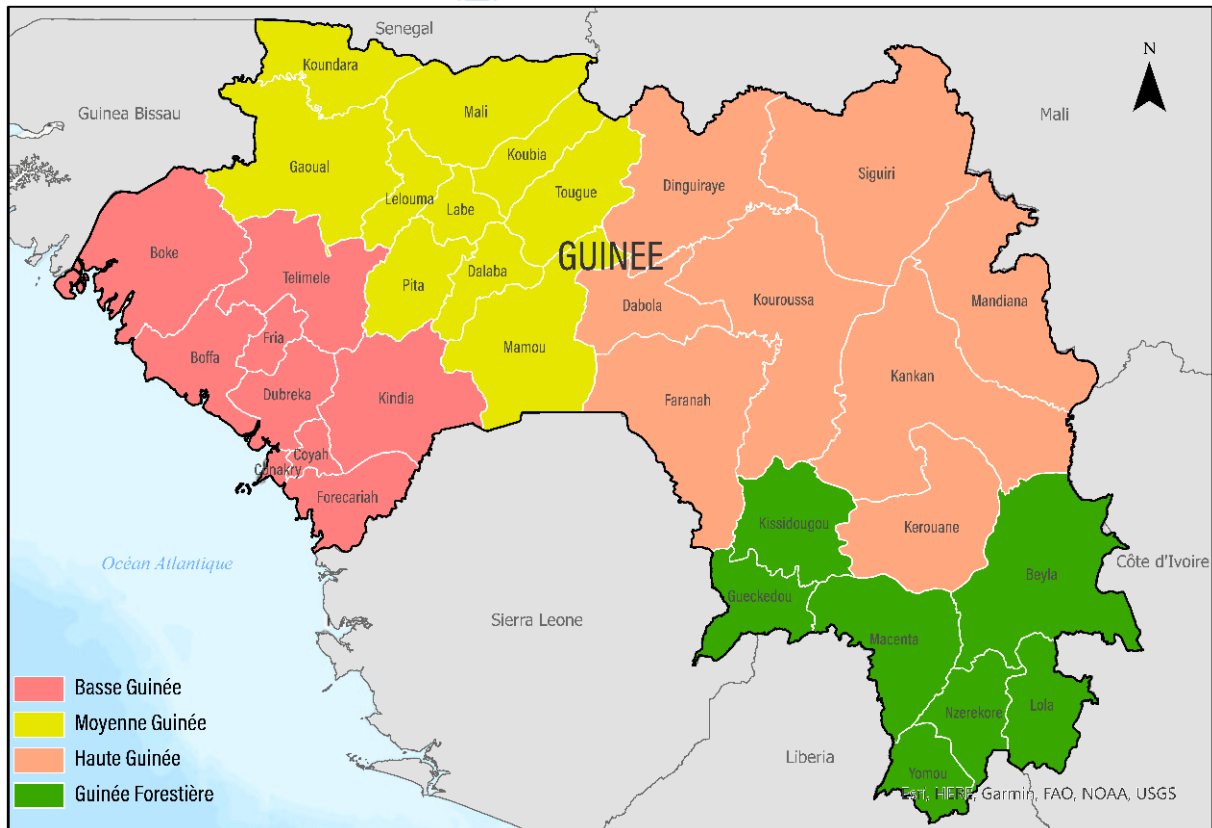 Senegal
N
Koundara
Guinea Bissau
Mali
Mali
Koubia
Gaoual
Siguiri
Dinguiraye
Tougue
Lelouma
Labe
Boke
GUINEE
Dalaba
Telimele
Pita
Kouroussa
Mandiana
Dabola
Fria
Mamou
Boffa
Kankan
Dubreka
Kindia
Faranah
Coyah
Conakry
Forecariah
Kissidougou
Kerouane
Océan Atlantique
Côte d'Ivoire
Beyla
Gueckedou
Sierra Leone
Macenta
Basse Guinée
Moyenne Guinée
Haute Guinée
Guinée Forestière
Lola
Nzerekore
Liberia
Yomou
Esri, HERE, Garmin, FAO, NOAA, USGS